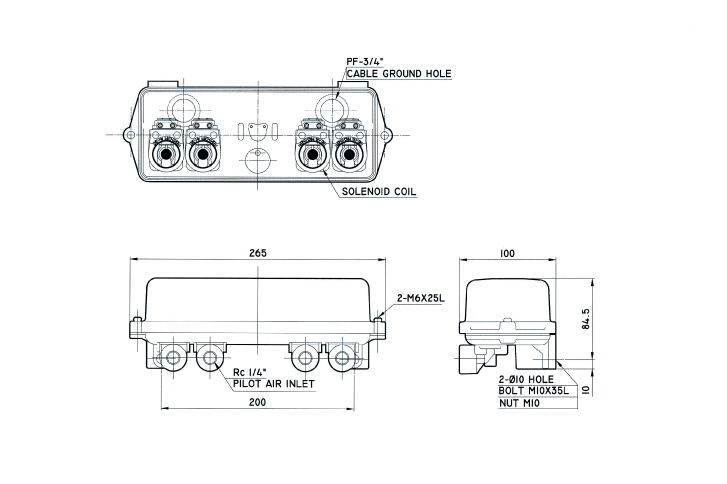 PF-3/4"
CABLE GROUND HOLE
SOLENOID COIL
265
100
2-M6X25L
84.5
Rc 1/4"
PILOT AIR INLET
200
2-Ø10 HOLE
BOLT M10X35L
NUT M10
10